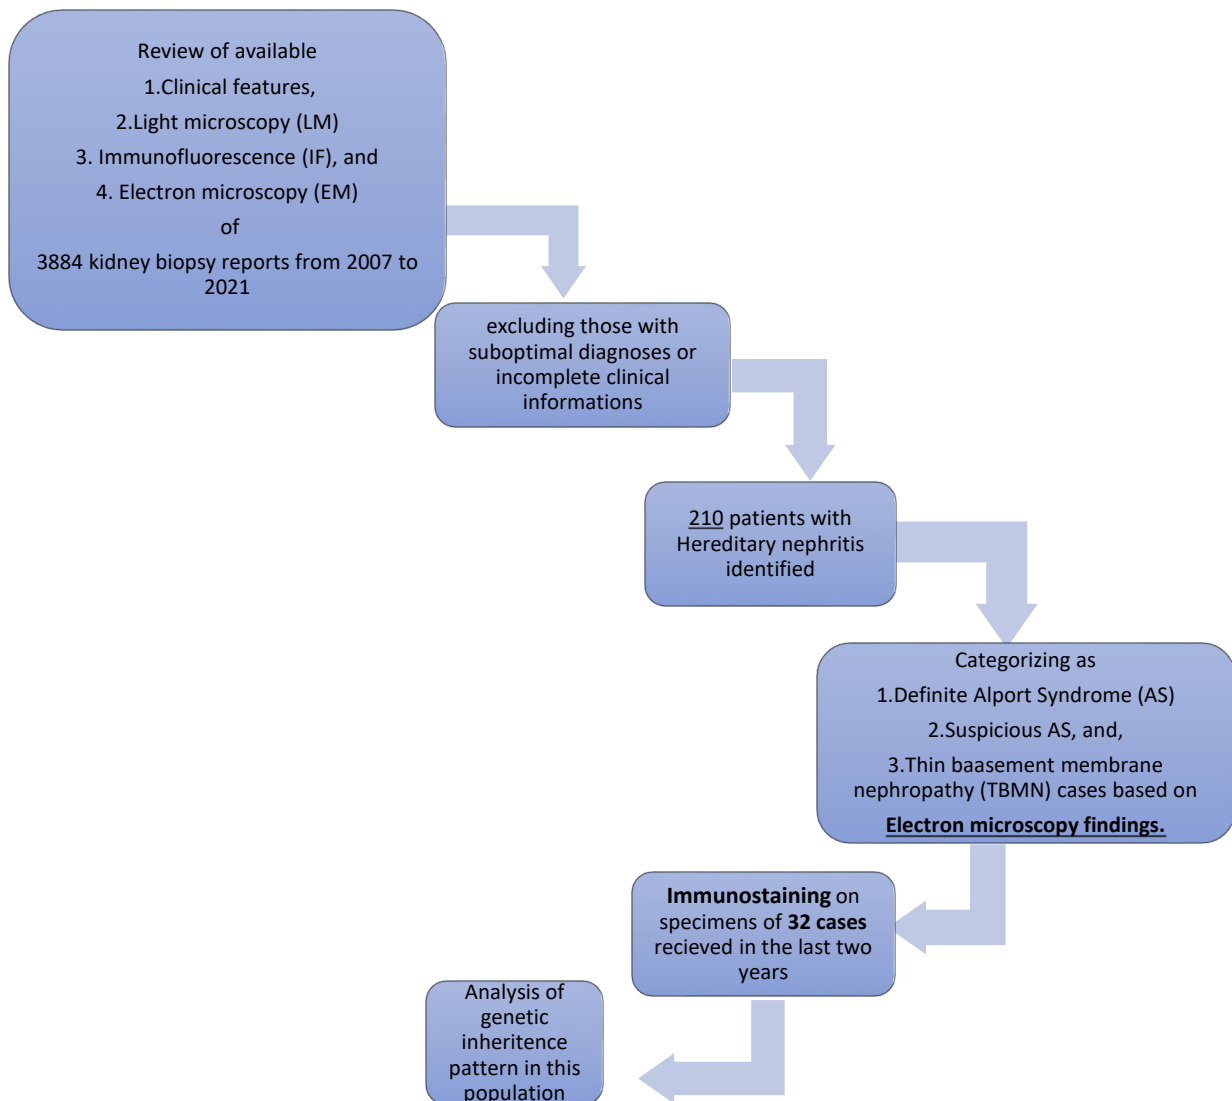 Review of available
1.Clinical features,
2.Light microscopy (LM)
3. Immunofluorescence (IF), and
4. Electron microscopy (EM)
of
3884 kidney biopsy reports from 2007 to
2021
excluding those with
suboptimal diagnoses or
incomplete clinical
informations
210 patients with
Hereditary nephritis
identified
Categorizing as
1.Definite Alport Syndrome (AS)
2.Suspicious AS, and,
3.Thin baasement membrane
nephropathy (TBMN) cases based on
Electron microscopy findings.
Immunostaining on
specimens of 32 cases
recieved in the last two
years
Analysis of
genetic
inheritence
pattern in this
population